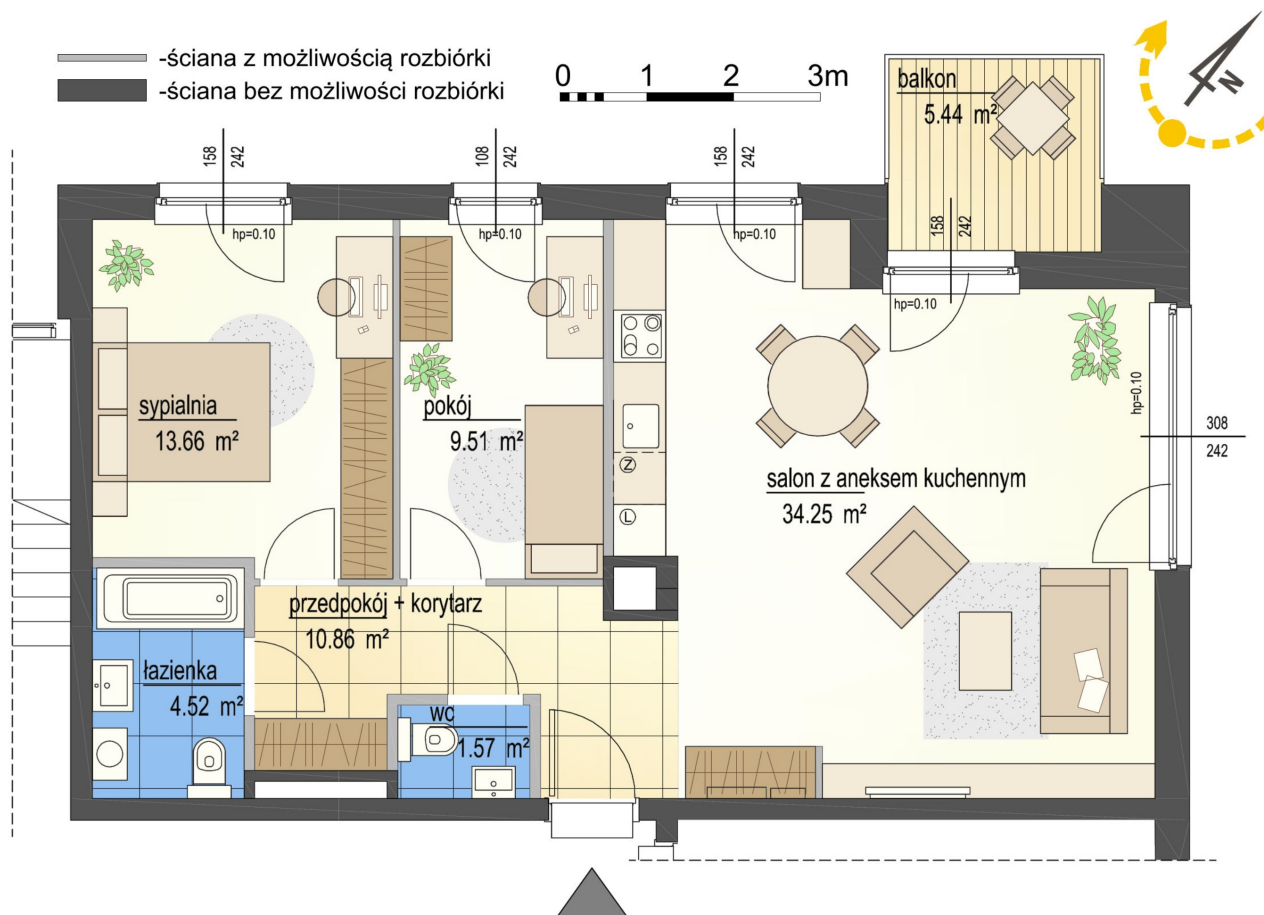 -ściana z możliwością rozbiórki
-ściana bez możliwości rozbiórki
0 1 2 3m
N
balkon
5.44 m²
158
242
108
242
158
242
158
242
hp=0.10
hp=0.10
hp=0.10
hp=0.10
hp=0.10
308
242
sypialnia
13.66 m²
pokój
9.51 m²
Z
L
salon z aneksem kuchennym
34.25 m²
przedpokój + korytarz
10.86 m²
łazienka
4.52 m²
wc
1.57 m²